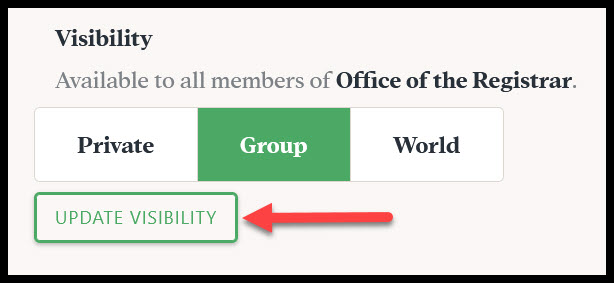 Visibility
Available to all members of Office of the Registrar.
Private Group World
UPDATE VISIBILITY